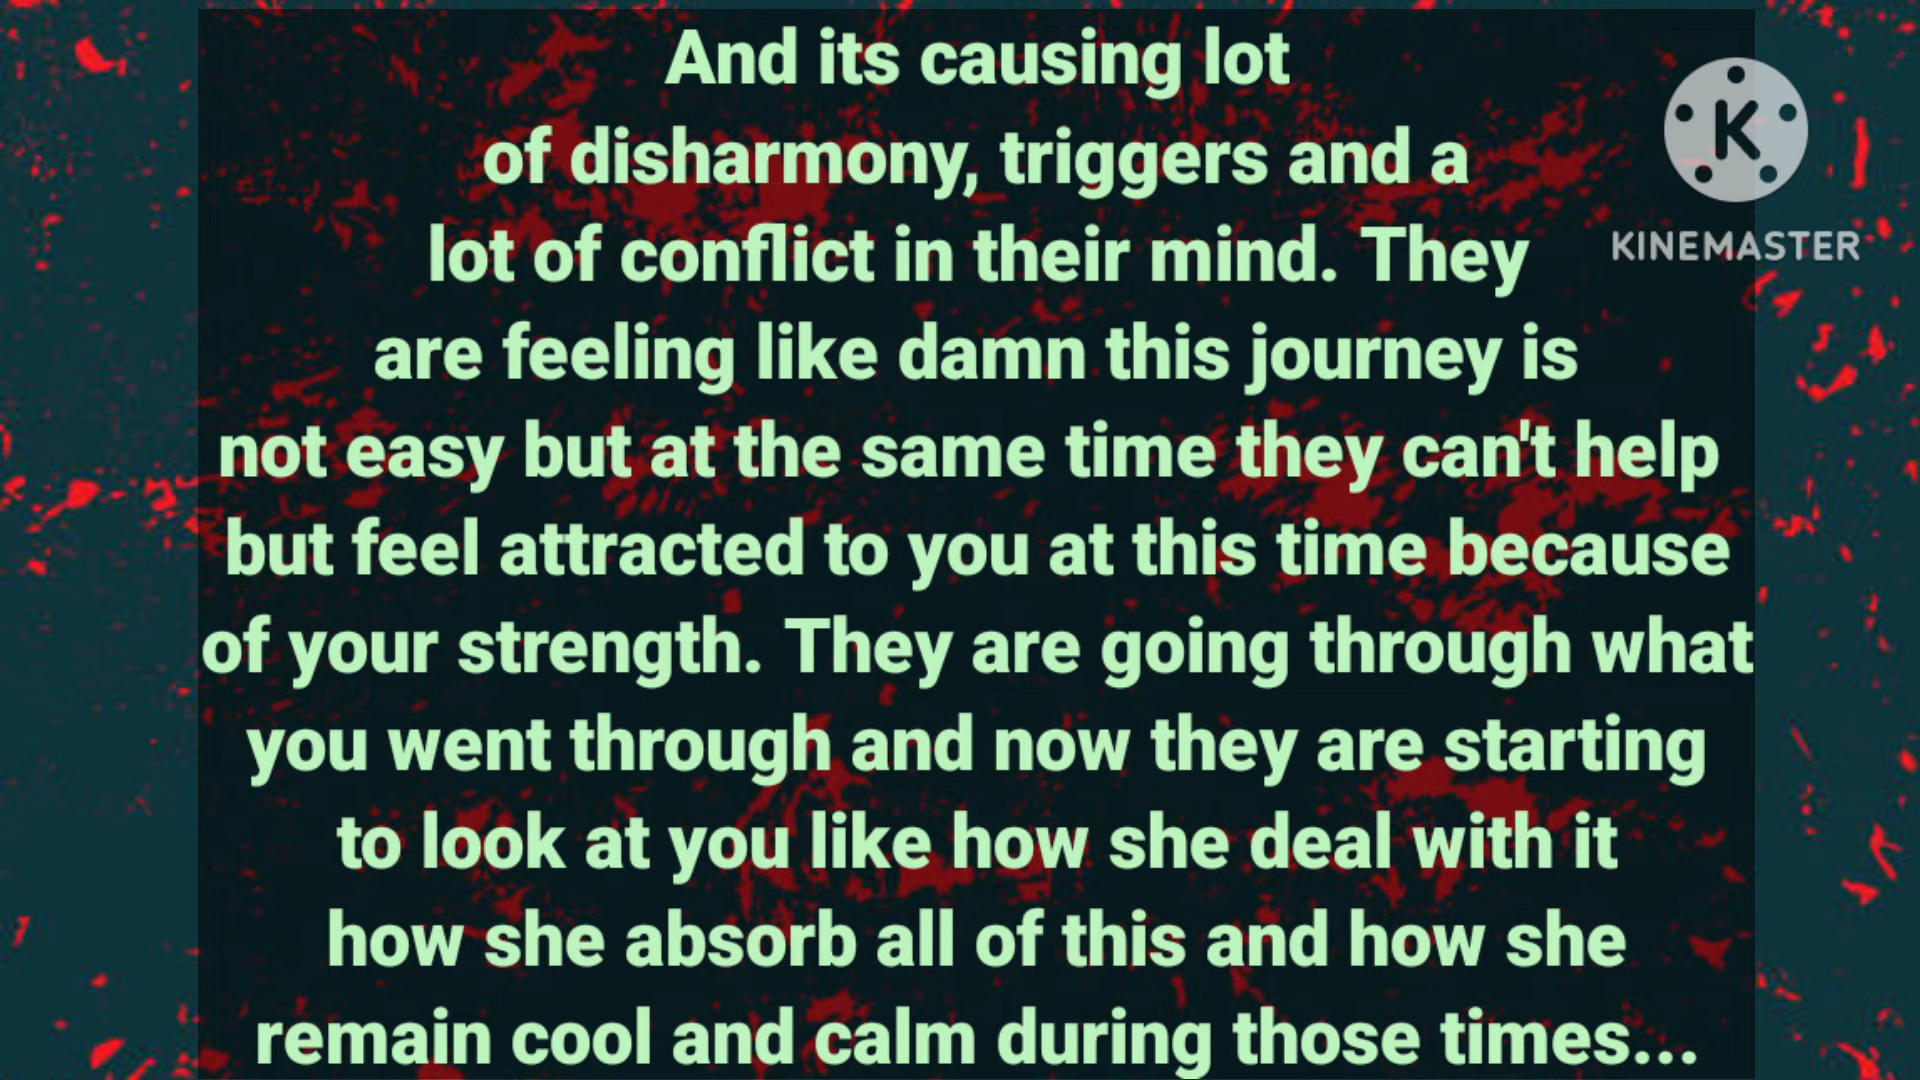 And its causing lot
of disharmony, triggers and a
lot of conflict in their mind. They
are feeling like damn this journey is
not easy but at the same time they can't help
but feel attracted to you at this time because
of your strength. They are going through what
you went through and now they are starting
to look at you like how she deal with it
how she absorb all of this and how she
remain cool and calm during those times...
K
KINEMASTER